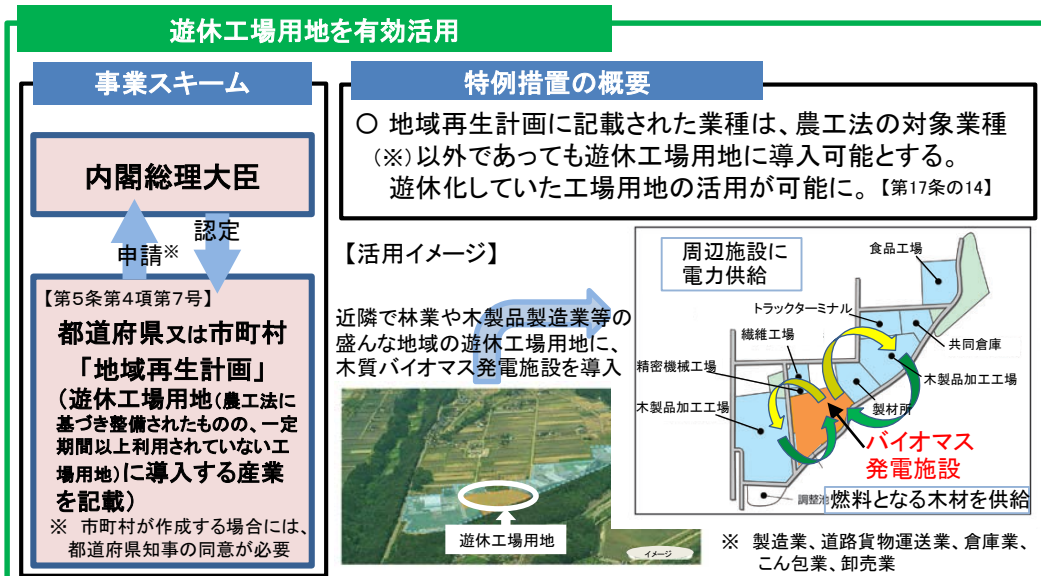 遊休工場用地を有効活用
事業スキーム
内閣総理大臣
認定
申請※
【第5条第4項第7号】
都道府県又は市町村
「地域再生計画」
(遊休工場用地(農工法に
基づき整備されたものの、一定
期間以上利用されていない工
場用地)に導入する産業
を記載)
※ 市町村が作成する場合には、
都道府県知事の同意が必要
特例措置の概要
○ 地域再生計画に記載された業種は、農工法の対象業種
(※)以外であっても遊休工場用地に導入可能とする。
遊休化していた工場用地の活用が可能に。【第17条の14】
【活用イメージ】
近隣で林業や木製品製造業等の
盛んな地域の遊休工場用地に、
木質バイオマス発電施設を導入
遊休工場用地
イメージ
周辺施設に
電力供給
食品工場
トラックターミナル
共同倉庫
繊維工場
精密機械工場
木製品加工工場
木製品加工工場
製材所
バイオマス
発電施設
調整池
燃料となる木材を供給
※ 製造業、道路貨物運送業、倉庫業、
こん包業、卸売業